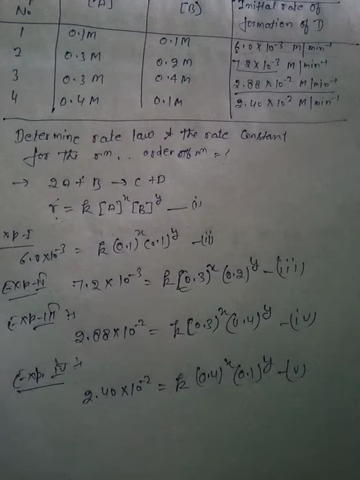 No. [A] [B] Initial rate of
formation of D
1 0.1M 0.1M 6.0×10⁻³ M/min⁻¹
2 0.3M 0.2M 7.2×10⁻³ M/min⁻¹
3 0.3M 0.4M 2.88×10⁻² M/min⁻¹
4 0.4M 0.1M 2.40×10⁻² M/min⁻¹
Determine rate law & the rate constant
for the rxn .. order of rxn = ?
→ 2A + B → C + D
r = k [A]ˣ [B]ʸ —(i)
Exp-I
6.0×10⁻³ = k (0.1)ˣ (0.1)ʸ —(ii)
Exp-II 7.2×10⁻³ = k [0.3)ˣ (0.2)ʸ —(iii)
Exp-III
2.88×10⁻² = k [0.3)ˣ (0.4)ʸ —(iv)
Exp. IV
2.40×10⁻² = k (0.4)ˣ (0.1)ʸ —(v)